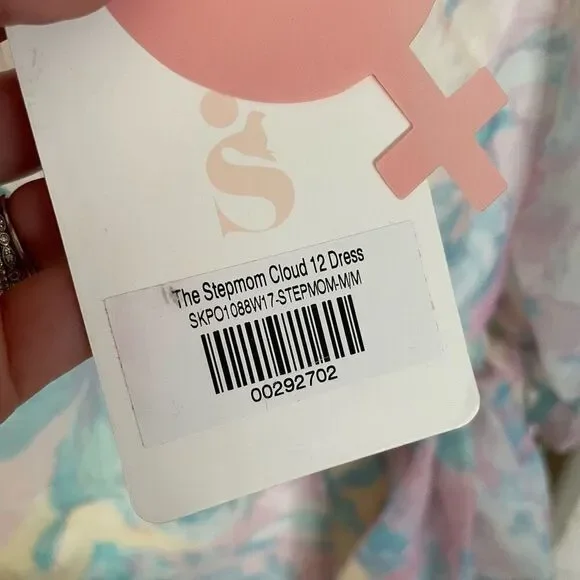 The Stepmom Cloud 12 Dress
SKPO1088W17-STEPMOM-M/M
00292702